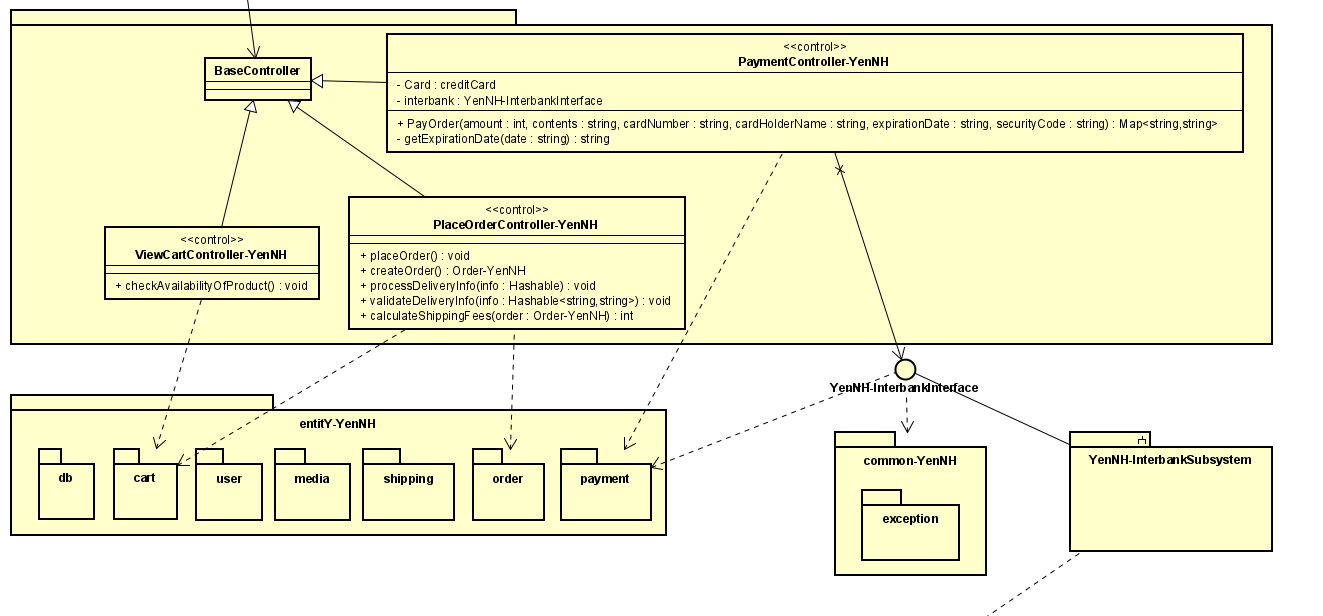 BaseController
<<control>>
PaymentController-YenNH
- Card : creditCard
- interbank : YenNH-InterbankInterface
+ PayOrder(amount : int, contents : string, cardNumber : string, cardHolderName : string, expirationDate : string, securityCode : string) : Map<string,string>
- getExpirationDate(date : string) : string
<<control>>
ViewCartController-YenNH
+ checkAvailabilityOfProduct() : void
<<control>>
PlaceOrderController-YenNH
+ placeOrder() : void
+ createOrder() : Order-YenNH
+ processDeliveryInfo(info : Hashable) : void
+ validateDeliveryInfo(info : Hashable<string,string>) : void
+ calculateShippingFees(order : Order-YenNH) : int
YenNH-InterbankInterface
entitY-YenNH
db
cart
user
media
shipping
order
payment
common-YenNH
exception
YenNH-InterbankSubsystem